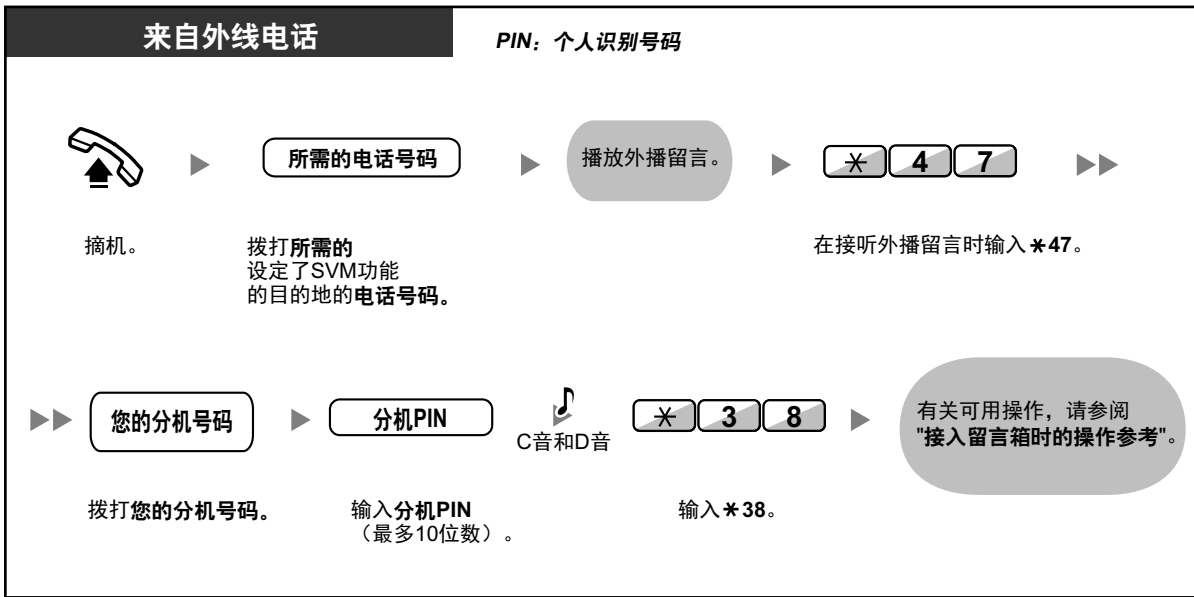 来自外线电话
PIN：个人识别号码
所需的电话号码
播放外播留言。
* 4 7
摘机。
拨打所需的
设定了SVM功能
的目的地的电话号码。
在接听外播留言时输入*47。
您的分机号码
分机PIN
C音和D音
* 3 8
有关可用操作，请参阅
"接入留言箱时的操作参考"。
拨打您的分机号码。
输入分机PIN
（最多10位数）。
输入*38。